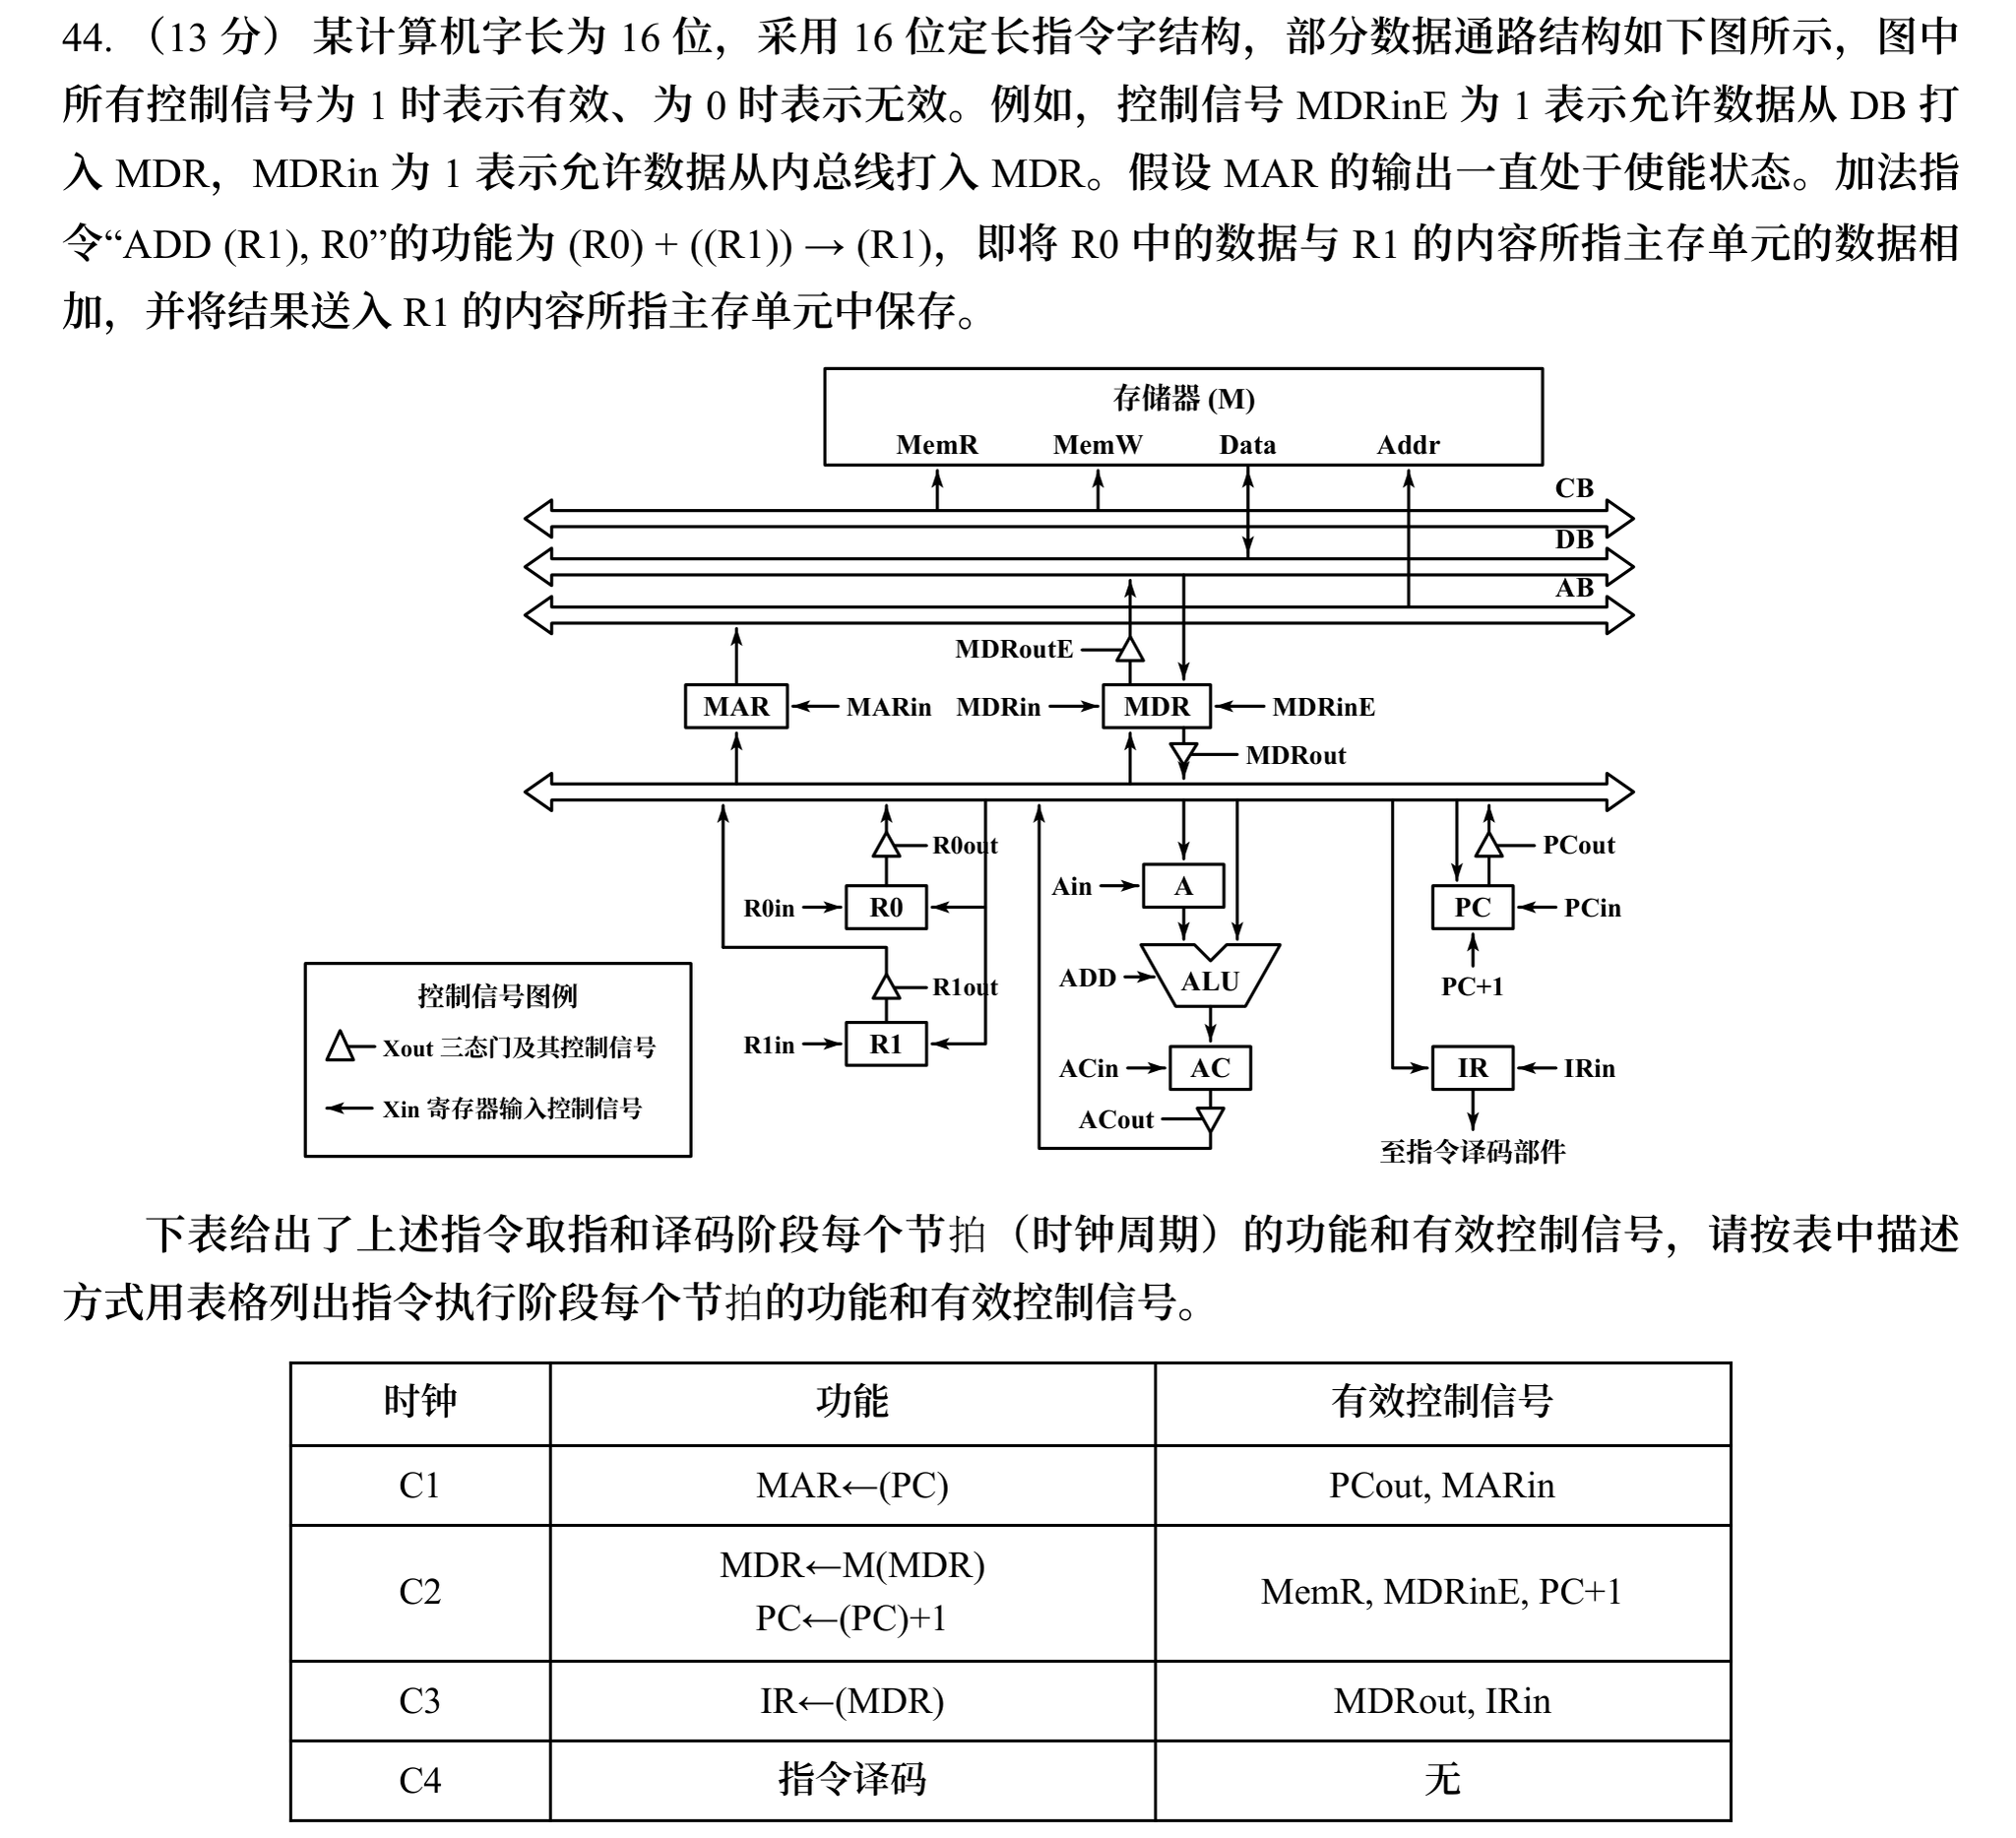 44. （13 分） 某计算机字长为 16 位，采用 16 位定长指令字结构，部分数据通路结构如下图所示，图中
所有控制信号为 1 时表示有效、为 0 时表示无效。例如，控制信号 MDRinE 为 1 表示允许数据从 DB 打
入 MDR，MDRin 为 1 表示允许数据从内总线打入 MDR。假设 MAR 的输出一直处于使能状态。加法指
令“ADD (R1), R0”的功能为 (R0) + ((R1)) → (R1)，即将 R0 中的数据与 R1 的内容所指主存单元的数据相
加，并将结果送入 R1 的内容所指主存单元中保存。
存储器 (M)
MemR MemW Data Addr
CB
DB
AB
MDRoutE
MAR MARin MDRin MDR MDRinE
MDRout
R0out PCout
Ain A
R0in R0 PC PCin
ADD ALU
控制信号图例 R1out PC+1
Xout 三态门及其控制信号 R1in R1
ACin AC IR IRin
Xin 寄存器输入控制信号 ACout
至指令译码部件
下表给出了上述指令取指和译码阶段每个节拍（时钟周期）的功能和有效控制信号，请按表中描述
方式用表格列出指令执行阶段每个节拍的功能和有效控制信号。
时钟 功能 有效控制信号
C1 MAR←(PC) PCout, MARin
MDR←M(MDR)
C2 MemR, MDRinE, PC+1
PC←(PC)+1
C3 IR←(MDR) MDRout, IRin
C4 指令译码 无